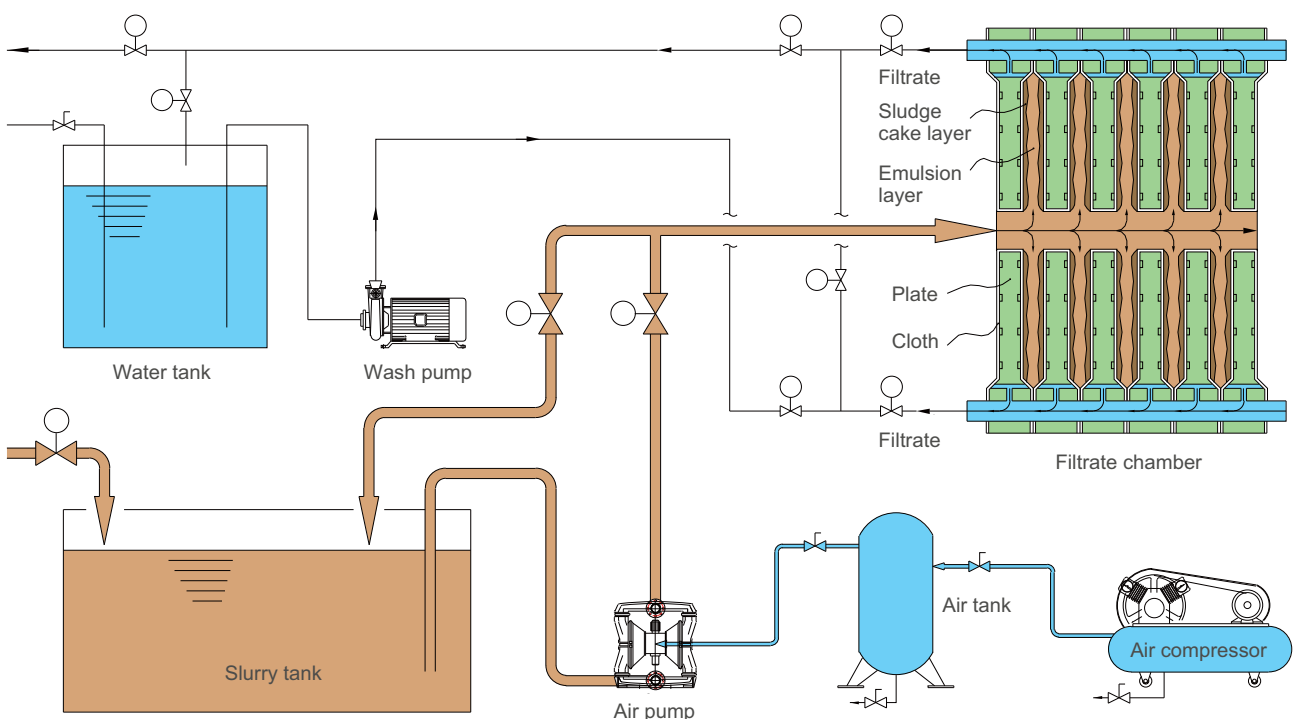 Filtrate
Sludge
cake layer
Emulsion
layer
Plate
Cloth
Water tank
Wash pump
Filtrate
Filtrate chamber
Air tank
Air compressor
Slurry tank
Air pump